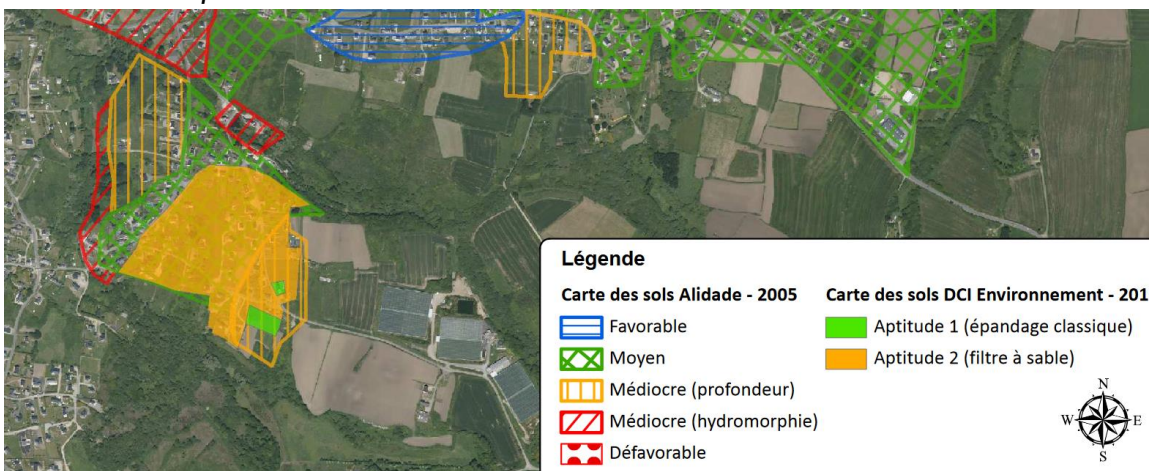 Légende
Carte des sols Alidade - 2005
Favorable
Moyen
Médiocre (profondeur)
Médiocre (hydromorphie)
Défavorable
Carte des sols DCI Environnement - 201
Aptitude 1 (épandage classique)
Aptitude 2 (filtre à sable)
N
W E
S